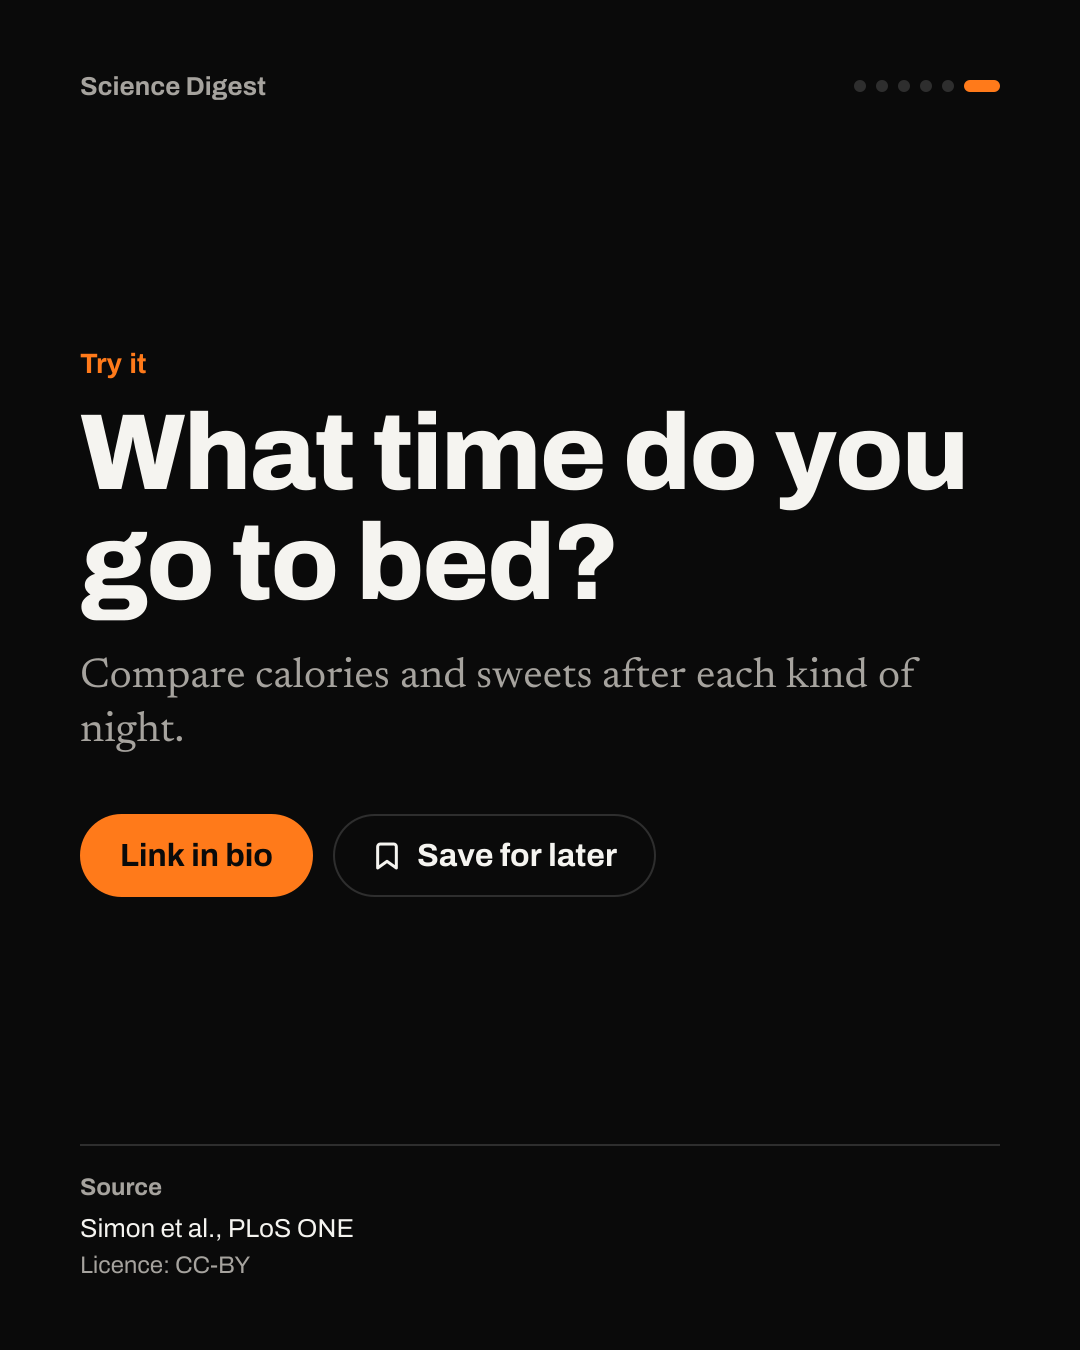 Science Digest
Try it
What time do you
go to bed?
Compare calories and sweets after each kind of
night.
Link in bio
Save for later
Source
Simon et al., PLoS ONE
Licence: CC-BY